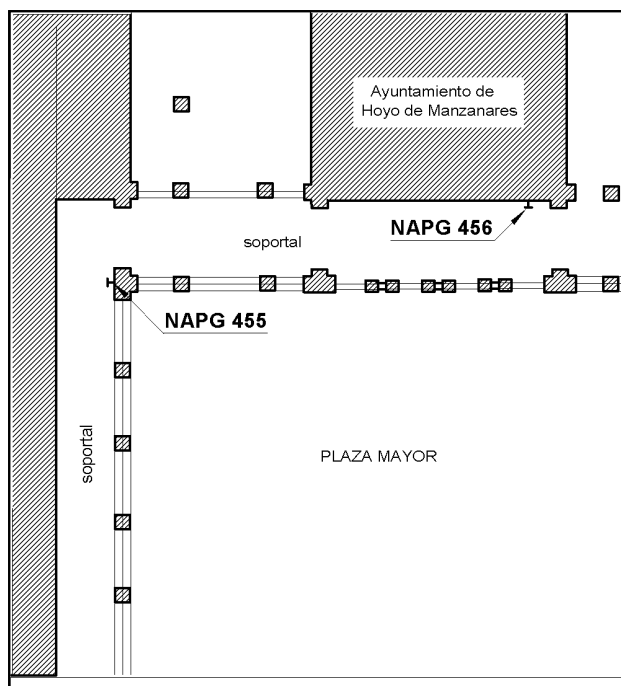 Ayuntamiento de
Hoyo de Manzanares
NAPG 456
soportal
NAPG 455
soportal
PLAZA MAYOR